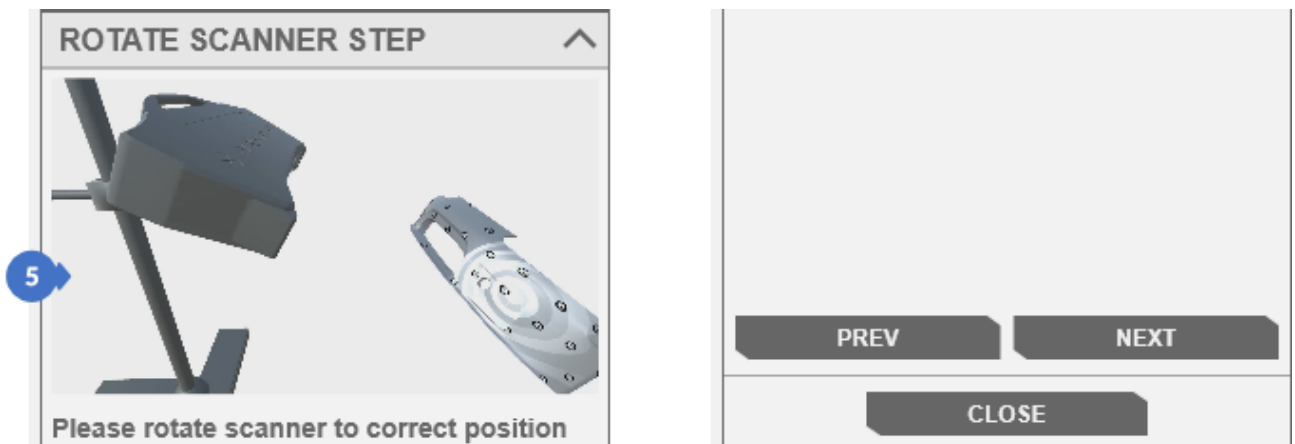 ROTATE SCANNER STEP
5
Please rotate scanner to correct position
PREV
NEXT
CLOSE